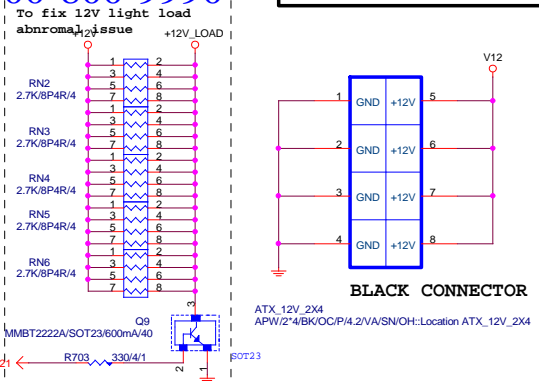 To fix 12V light load
abnromal issue
+12V
+12V_LOAD
1 2
3 4
RN2 5 6
2.7K/8P4R/4 7 8
1 2
RN3 3 4
2.7K/8P4R/4 5 6
7 8
1 2
RN4 3 4
2.7K/8P4R/4 5 6
7 8
1 2
RN5 3 4
2.7K/8P4R/4 5 6
7 8
1 2
RN6 3 4
2.7K/8P4R/4 5 6
7 8
3
Q9
MMBT2222A/SOT23/600mA/40
SOT23
21 R703 330/4/1 2 1
V12
1 GND +12V 5
2 GND +12V 6
3 GND +12V 7
4 GND +12V 8
BLACK CONNECTOR
ATX_12V_2X4
APW/2*4/BK/OC/P/4.2/VA/SN/OH::Location ATX_12V_2X4